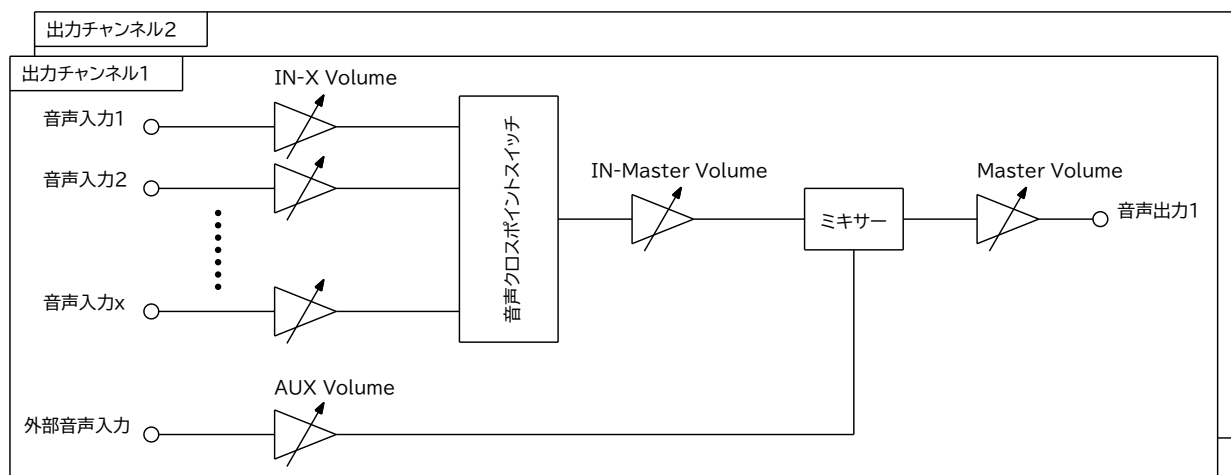 出力チャンネル2
出力チャンネル1
IN-X Volume
音声入力1
音声入力2
音声入力x
音声クロスポイントスイッチ
IN-Master Volume
ミキサー
Master Volume
音声出力1
AUX Volume
外部音声入力